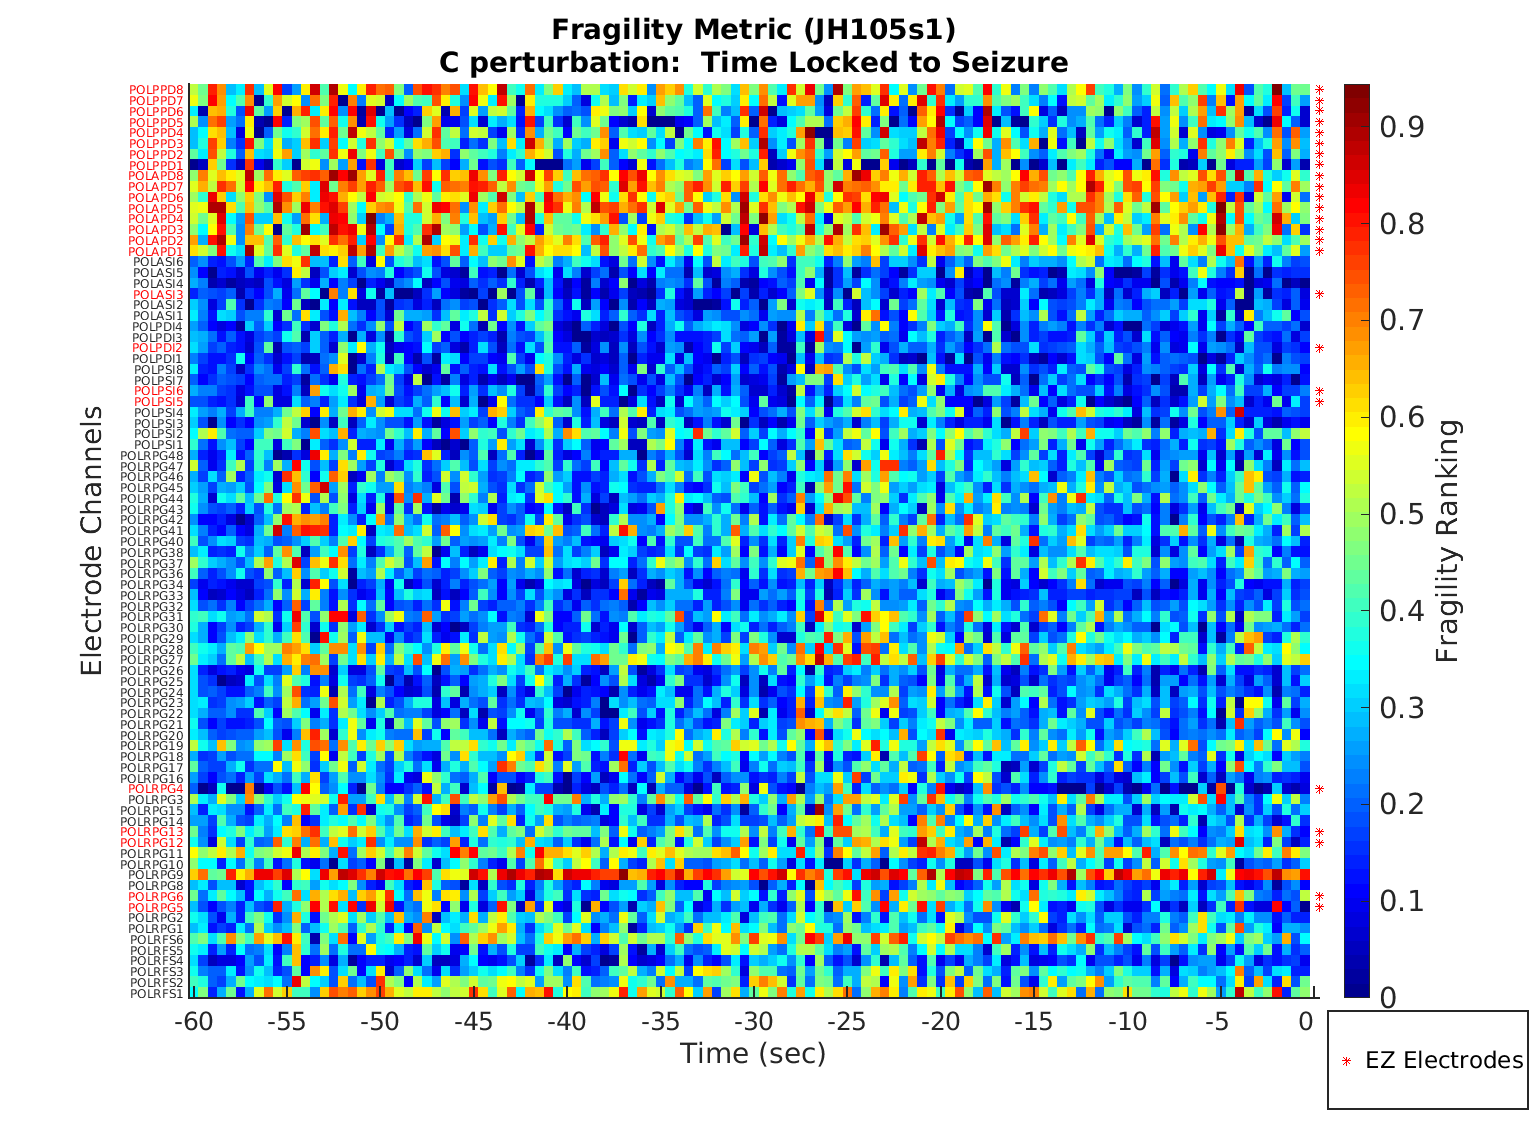 Fragility Metric (JH105s1)
C perturbation:  Time Locked to Seizure
Electrode Channels
POLPPD8
POLPPD7
POLPPD6
POLPPD5
POLPPD4
POLPPD3
POLPPD2
POLPPD1
POLAPD8
POLAPD7
POLAPD6
POLAPD5
POLAPD4
POLAPD3
POLAPD2
POLAPD1
POLASI6
POLASI5
POLASI4
POLASI3
POLASI2
POLASI1
POLPDI4
POLPDI3
POLPDI2
POLPDI1
POLPSI8
POLPSI7
POLPSI6
POLPSI5
POLPSI4
POLPSI3
POLPSI2
POLPSI1
POLRPG48
POLRPG47
POLRPG46
POLRPG45
POLRPG44
POLRPG43
POLRPG42
POLRPG41
POLRPG40
POLRPG38
POLRPG37
POLRPG36
POLRPG34
POLRPG33
POLRPG32
POLRPG31
POLRPG30
POLRPG29
POLRPG28
POLRPG27
POLRPG26
POLRPG25
POLRPG24
POLRPG23
POLRPG22
POLRPG21
POLRPG20
POLRPG19
POLRPG18
POLRPG17
POLRPG16
POLRPG4
POLRPG3
POLRPG15
POLRPG14
POLRPG13
POLRPG12
POLRPG11
POLRPG10
POLRPG9
POLRPG8
POLRPG6
POLRPG5
POLRPG2
POLRPG1
POLRFS6
POLRFS5
POLRFS4
POLRFS3
POLRFS2
POLRFS1
-60 -55 -50 -45 -40 -35 -30 -25 -20 -15 -10 -5 0
Time (sec)
0.9
0.8
0.7
0.6
0.5
0.4
0.3
0.2
0.1
0
Fragility Ranking
EZ Electrodes